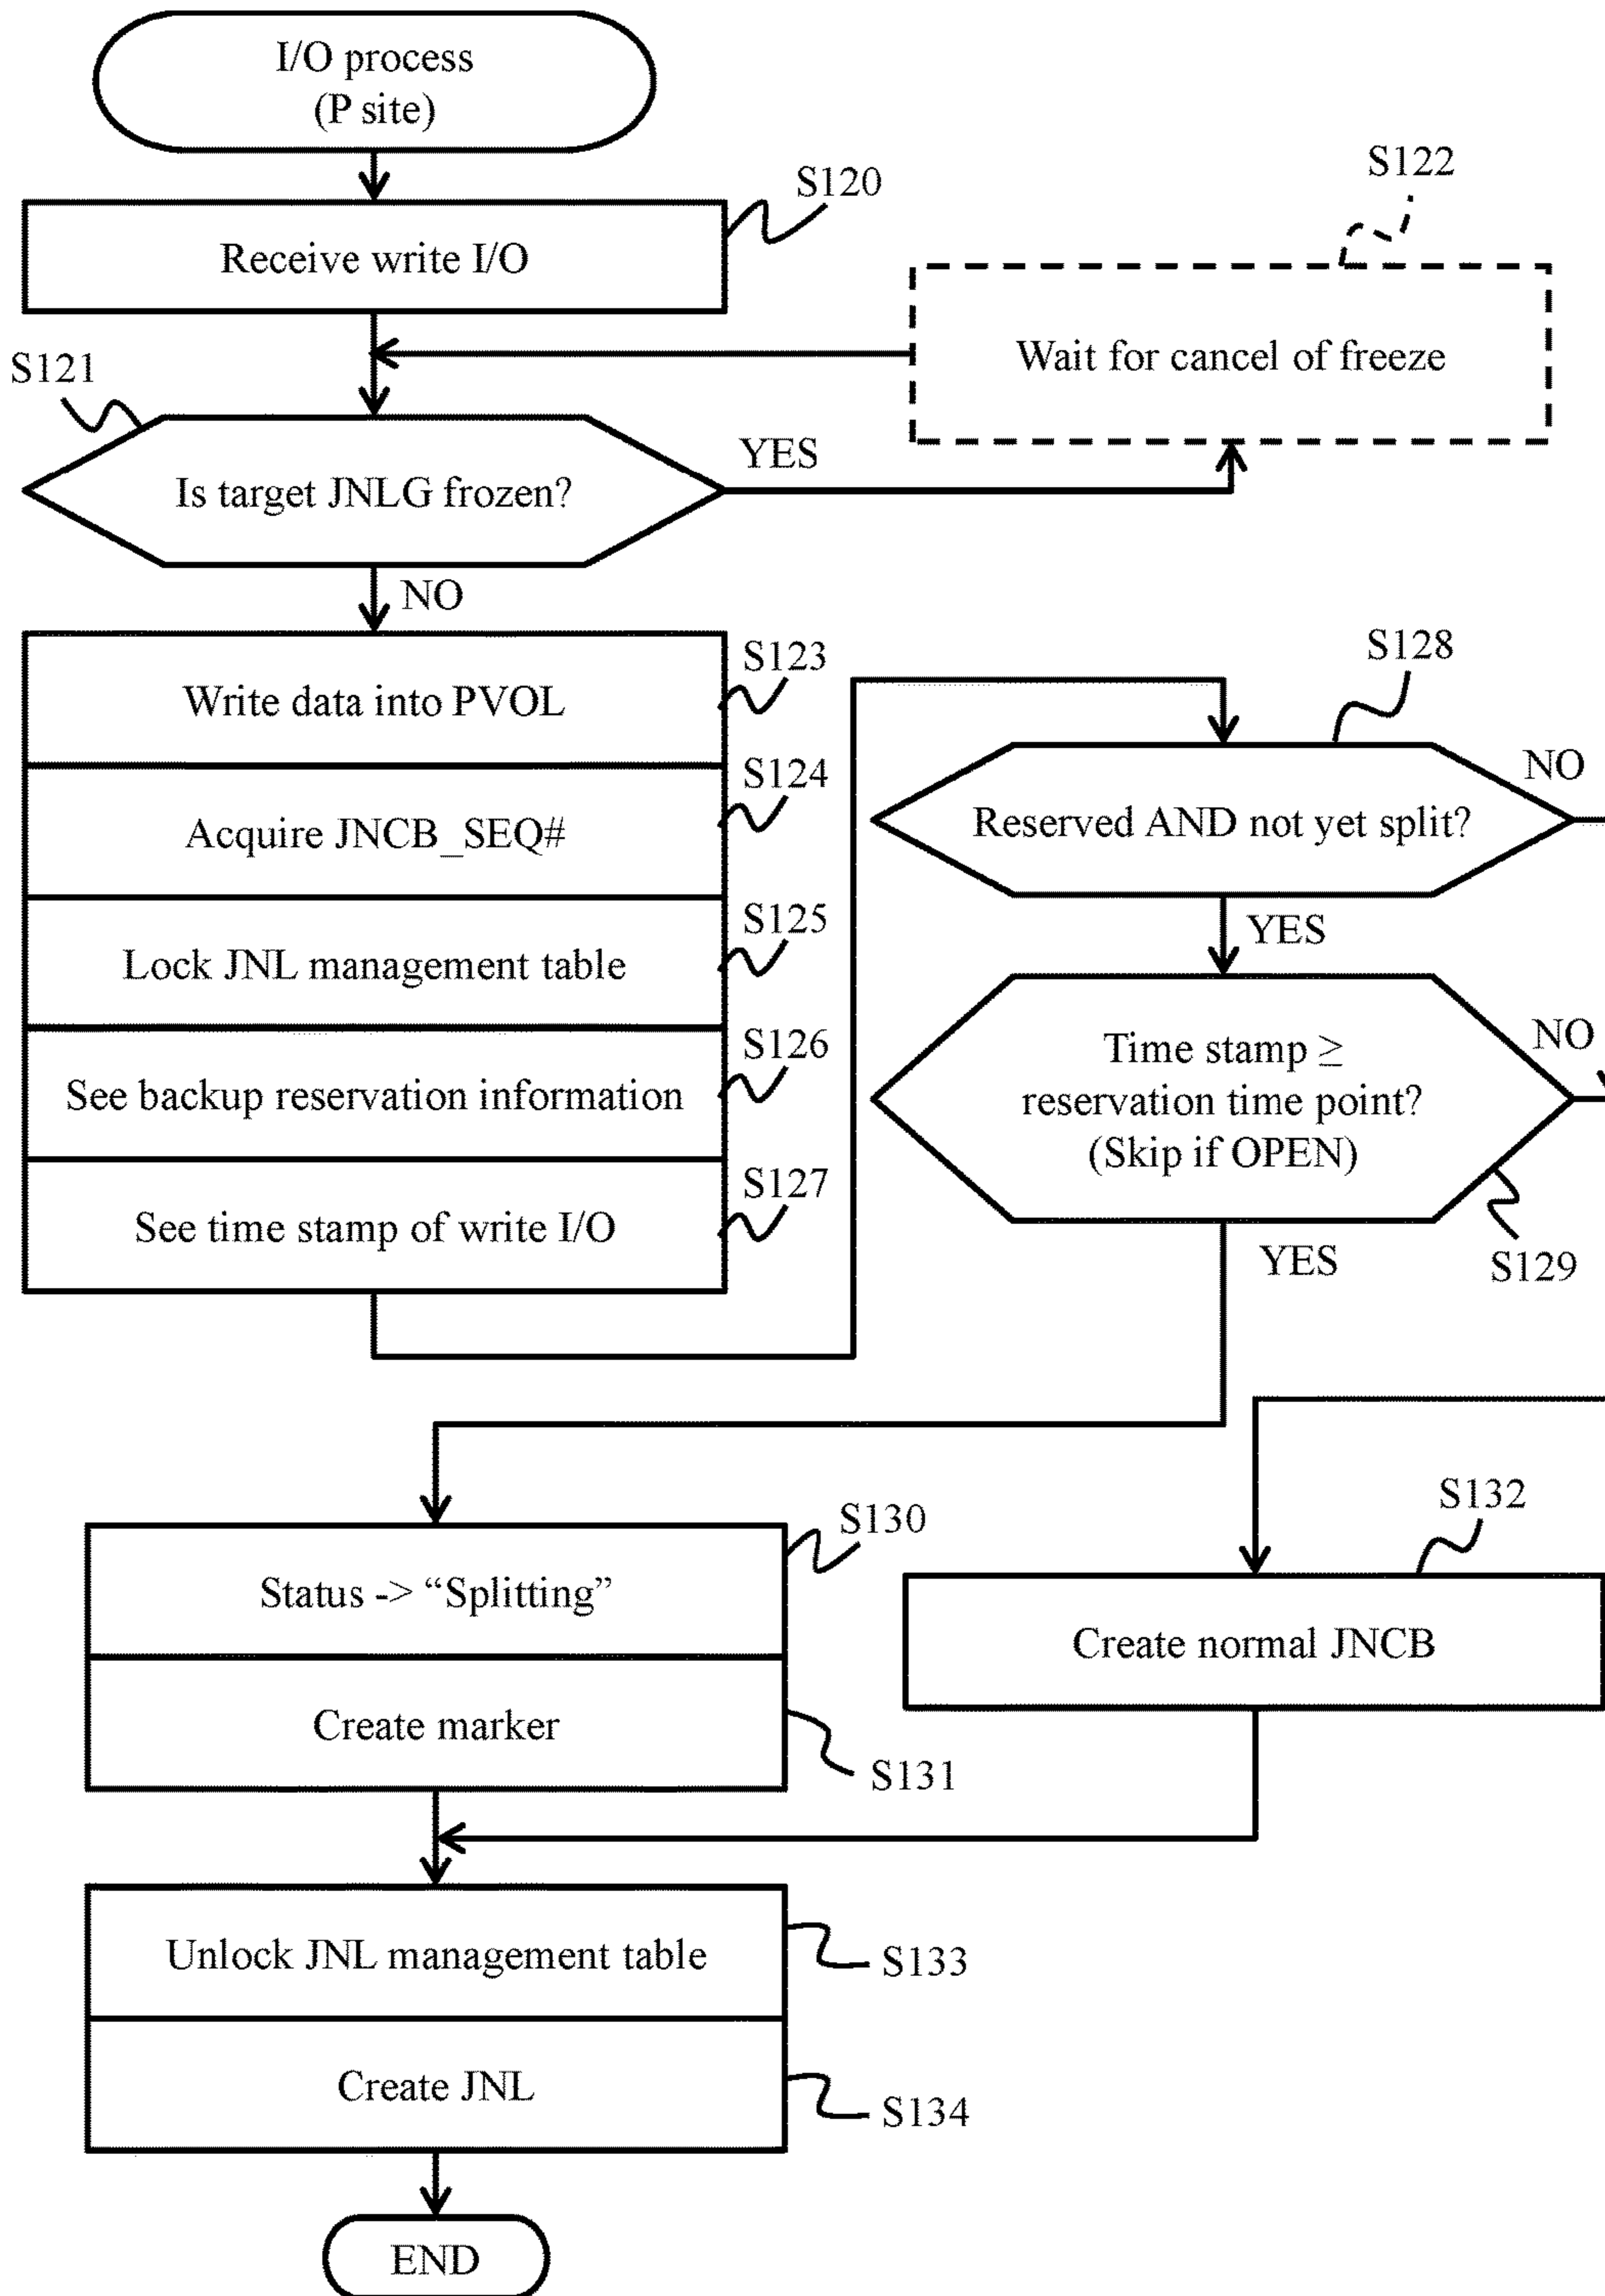 I/O process
(P site)
S120
Receive write I/O
S122
Wait for cancel of freeze
S121
Is target JNLG frozen?
YES
NO
S123
Write data into PVOL
S124
Acquire JNCB_SEQ#
S125
Lock JNL management table
S126
See backup reservation information
S127
See time stamp of write I/O
S128
Reserved AND not yet split?
NO
YES
Time stamp ≥
reservation time point?
(Skip if OPEN)
NO
S129
YES
S130
Status -> “Splitting”
Create marker
S131
S132
Create normal JNCB
Unlock JNL management table
S133
Create JNL
S134
END